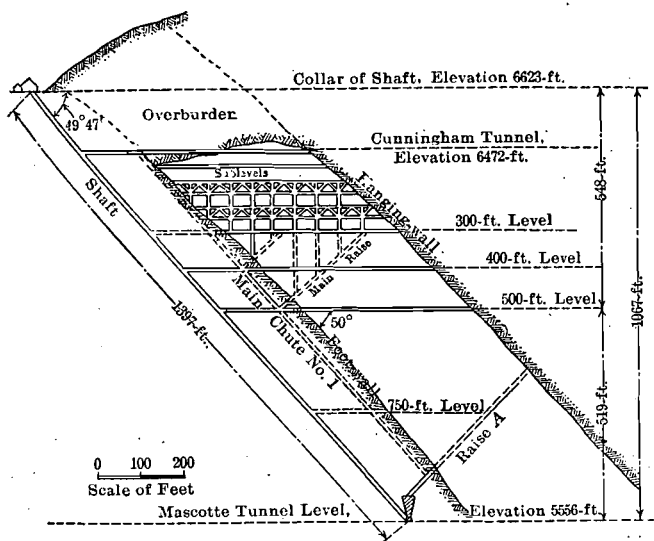 Collar of Shaft, Elevation 6623-ft.
49°47'
Overburder
Cunningham Tunnel,
Elevation 6472-ft.
Sublevels
Hanging-wall
Shaft
300-ft. Level
548-ft.
Main
Raise
400-ft. Level
500-ft. Level
1067-ft.
Main Chute No. 1
50°
Footwall
1397-ft.
750-ft. Level
519-ft.
Raise A
0 100 200
Scale of Feet
Mascotte Tunnel Level,
Elevation 5556-ft.